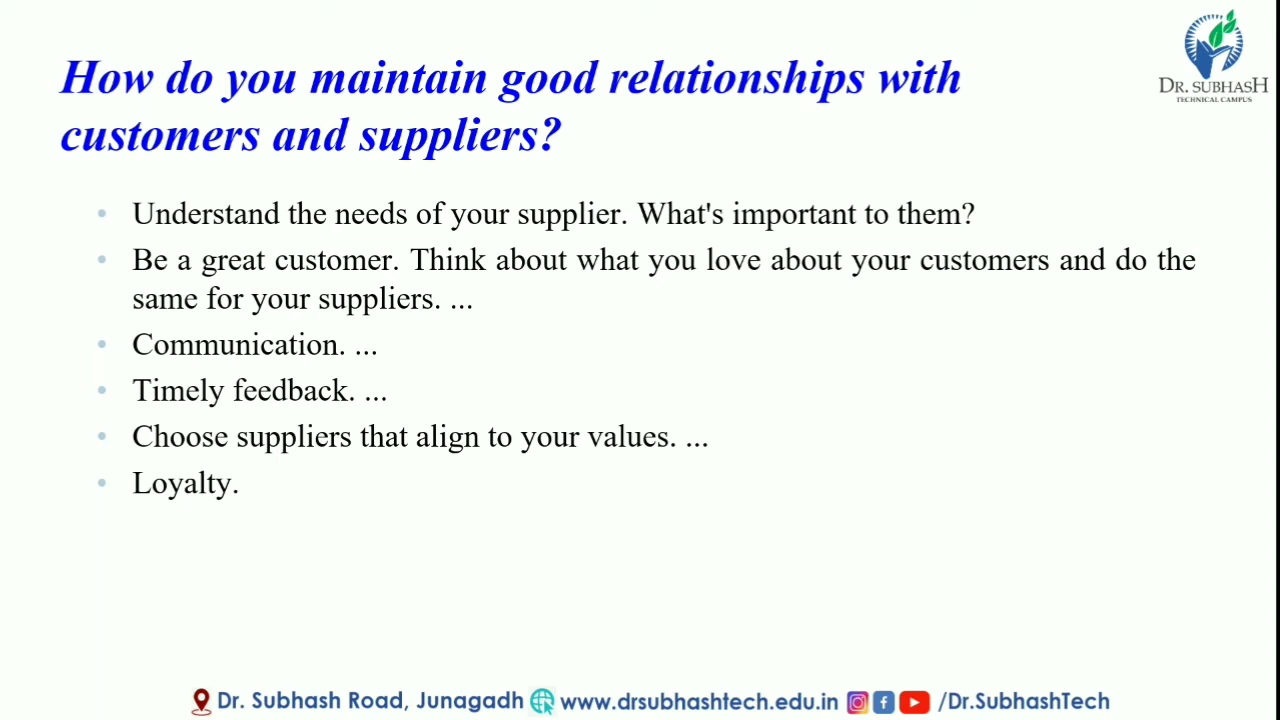 How do you maintain good relationships with
customers and suppliers?
DR. SUBHASH
TECHNICAL CAMPUS
• Understand the needs of your supplier. What's important to them?
• Be a great customer. Think about what you love about your customers and do the
same for your suppliers. ...
• Communication. ...
• Timely feedback. ...
• Choose suppliers that align to your values. ...
• Loyalty.
Dr. Subhash Road, Junagadh www.drsubhashtech.edu.in /Dr.SubhashTech